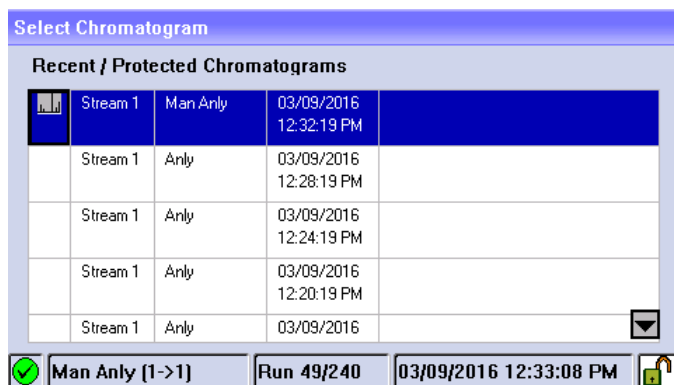 Select Chromatogram
Recent / Protected Chromatograms
Stream 1 Man Anly 03/09/2016
12:32:19 PM
Stream 1 Anly 03/09/2016
12:28:19 PM
Stream 1 Anly 03/09/2016
12:24:19 PM
Stream 1 Anly 03/09/2016
12:20:19 PM
Stream 1 Anly 03/09/2016
Man Anly (1->1) Run 49/240 03/09/2016 12:33:08 PM